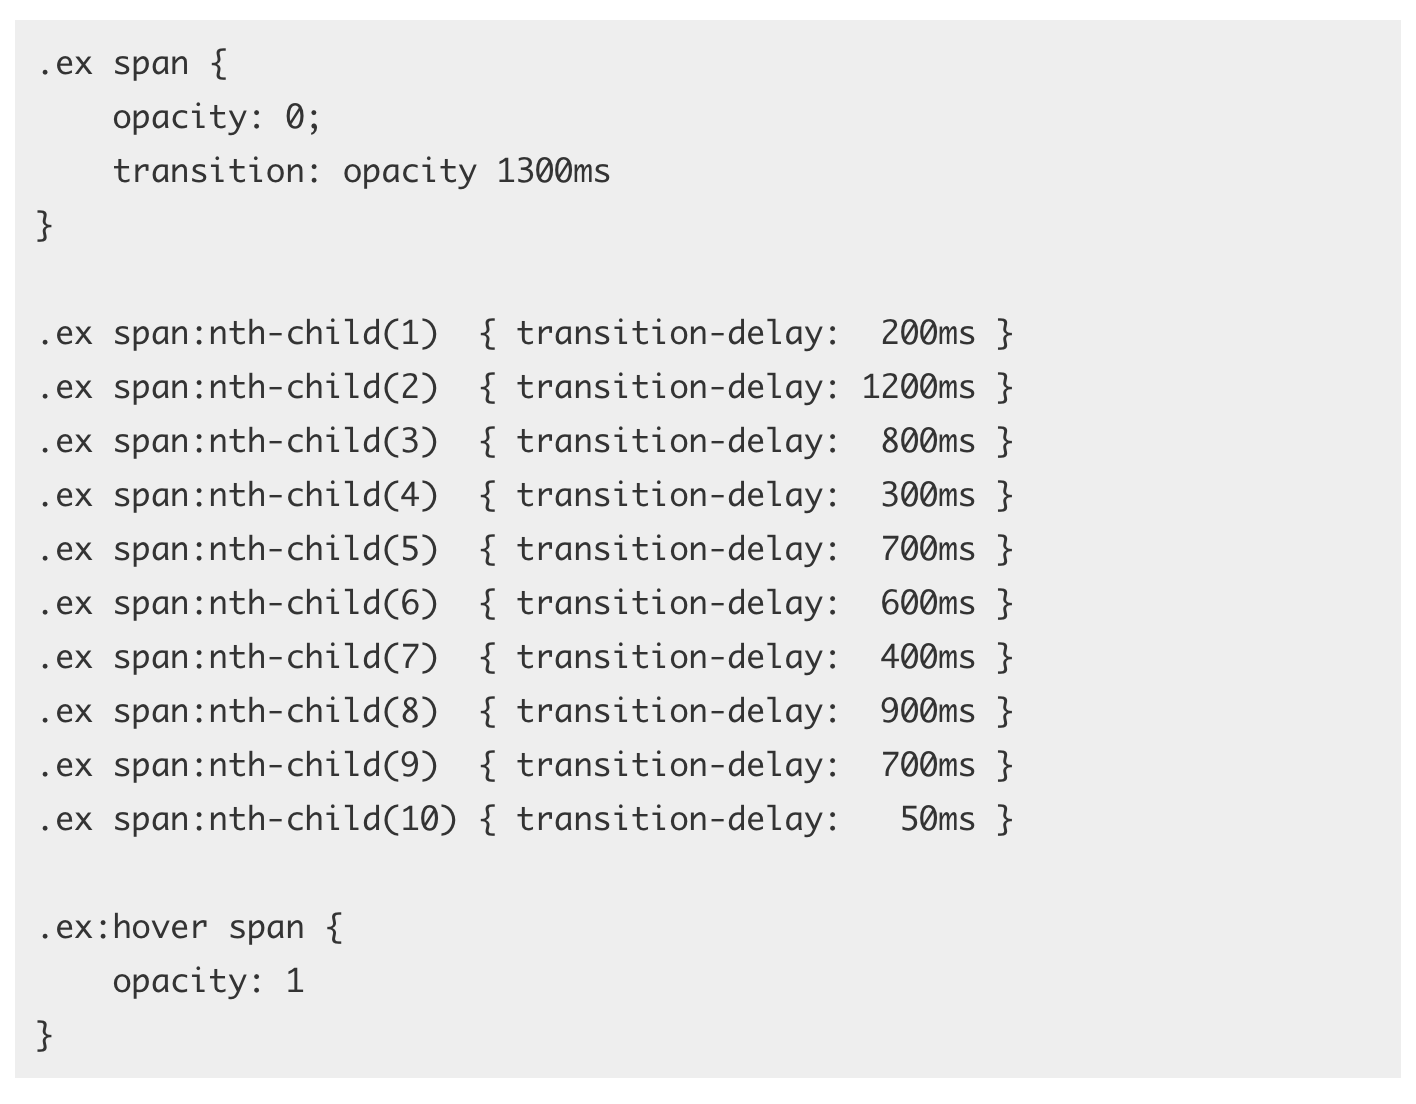 .ex span {
    opacity: 0;
    transition: opacity 1300ms
}

.ex span:nth-child(1)  { transition-delay:  200ms }
.ex span:nth-child(2)  { transition-delay: 1200ms }
.ex span:nth-child(3)  { transition-delay:  800ms }
.ex span:nth-child(4)  { transition-delay:  300ms }
.ex span:nth-child(5)  { transition-delay:  700ms }
.ex span:nth-child(6)  { transition-delay:  600ms }
.ex span:nth-child(7)  { transition-delay:  400ms }
.ex span:nth-child(8)  { transition-delay:  900ms }
.ex span:nth-child(9)  { transition-delay:  700ms }
.ex span:nth-child(10) { transition-delay:   50ms }

.ex:hover span {
    opacity: 1
}